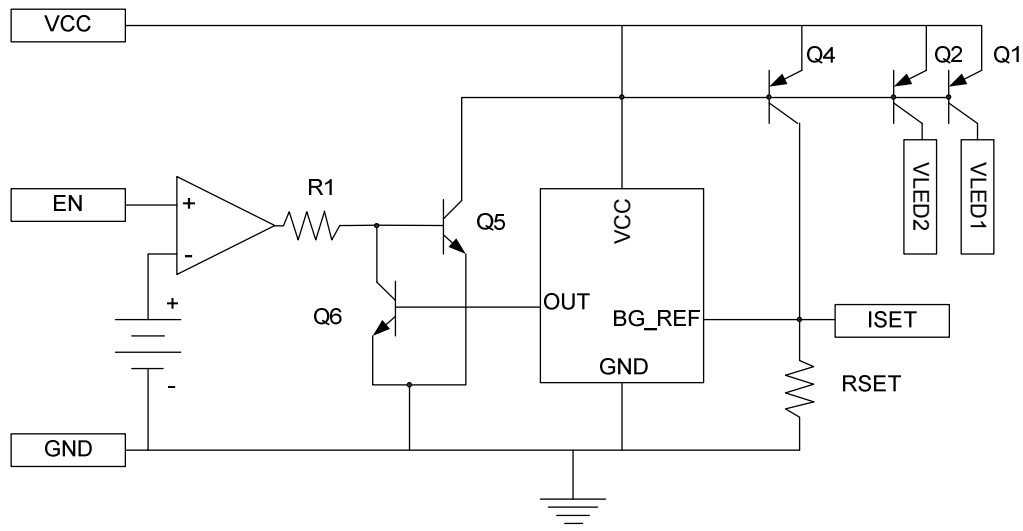 VCC
Q4
Q2
Q1
EN
+
-
R1
Q5
VCC
VLED2
VLED1
Q6
+
-
OUT
BG_REF
GND
ISET
RSET
GND